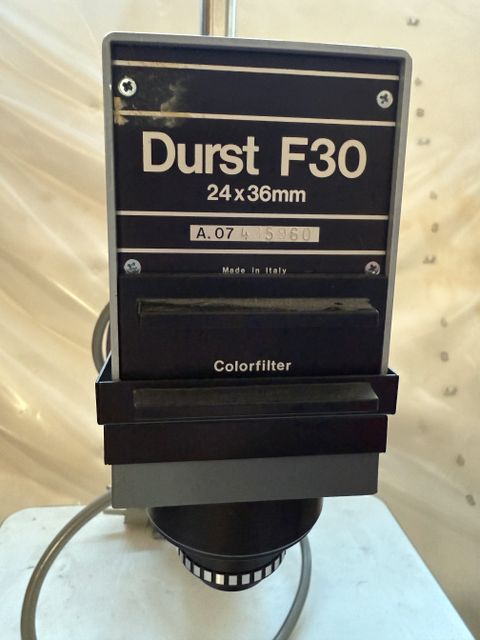 Durst F30
24x36mm
A.07
Made in Italy
Colorfilter